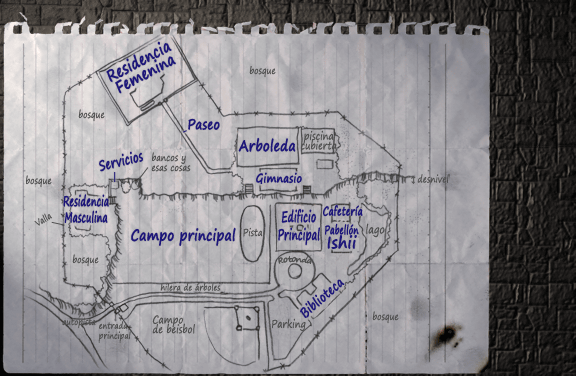 Residencia
Femenina
bosque
bosque
Paseo
Arboleda
piscina
cubierta
Servicios
bancos y
esas cosas
Gimnasio
desnivel
bosque
Residencia
Masculina
Valla
Campo principal
Pista
Edificio
Principal
Cafetería
Pabellón
Ishii
lago
bosque
rotonda
hilera de árboles
Biblioteca
autopista
entrada
principal
Campo
de béisbol
Parking
bosque